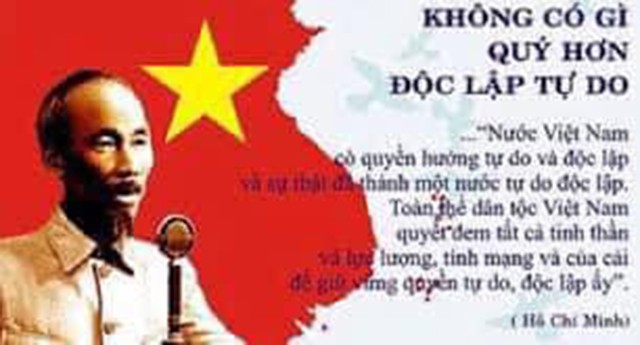 KHÔNG CÓ GÌ
QUÝ HƠN
ĐỘC LẬP TỰ DO
..."Nước Việt Nam
có quyền hưởng tự do và độc lập
và sự thật đã thành một nước tự do độc lập.
Toàn thể dân tộc Việt Nam
quyết đem tất cả tinh thần
và lực lượng, tính mạng và của cải
để giữ vững quyền tự do, độc lập ấy".
( Hồ Chí Minh)